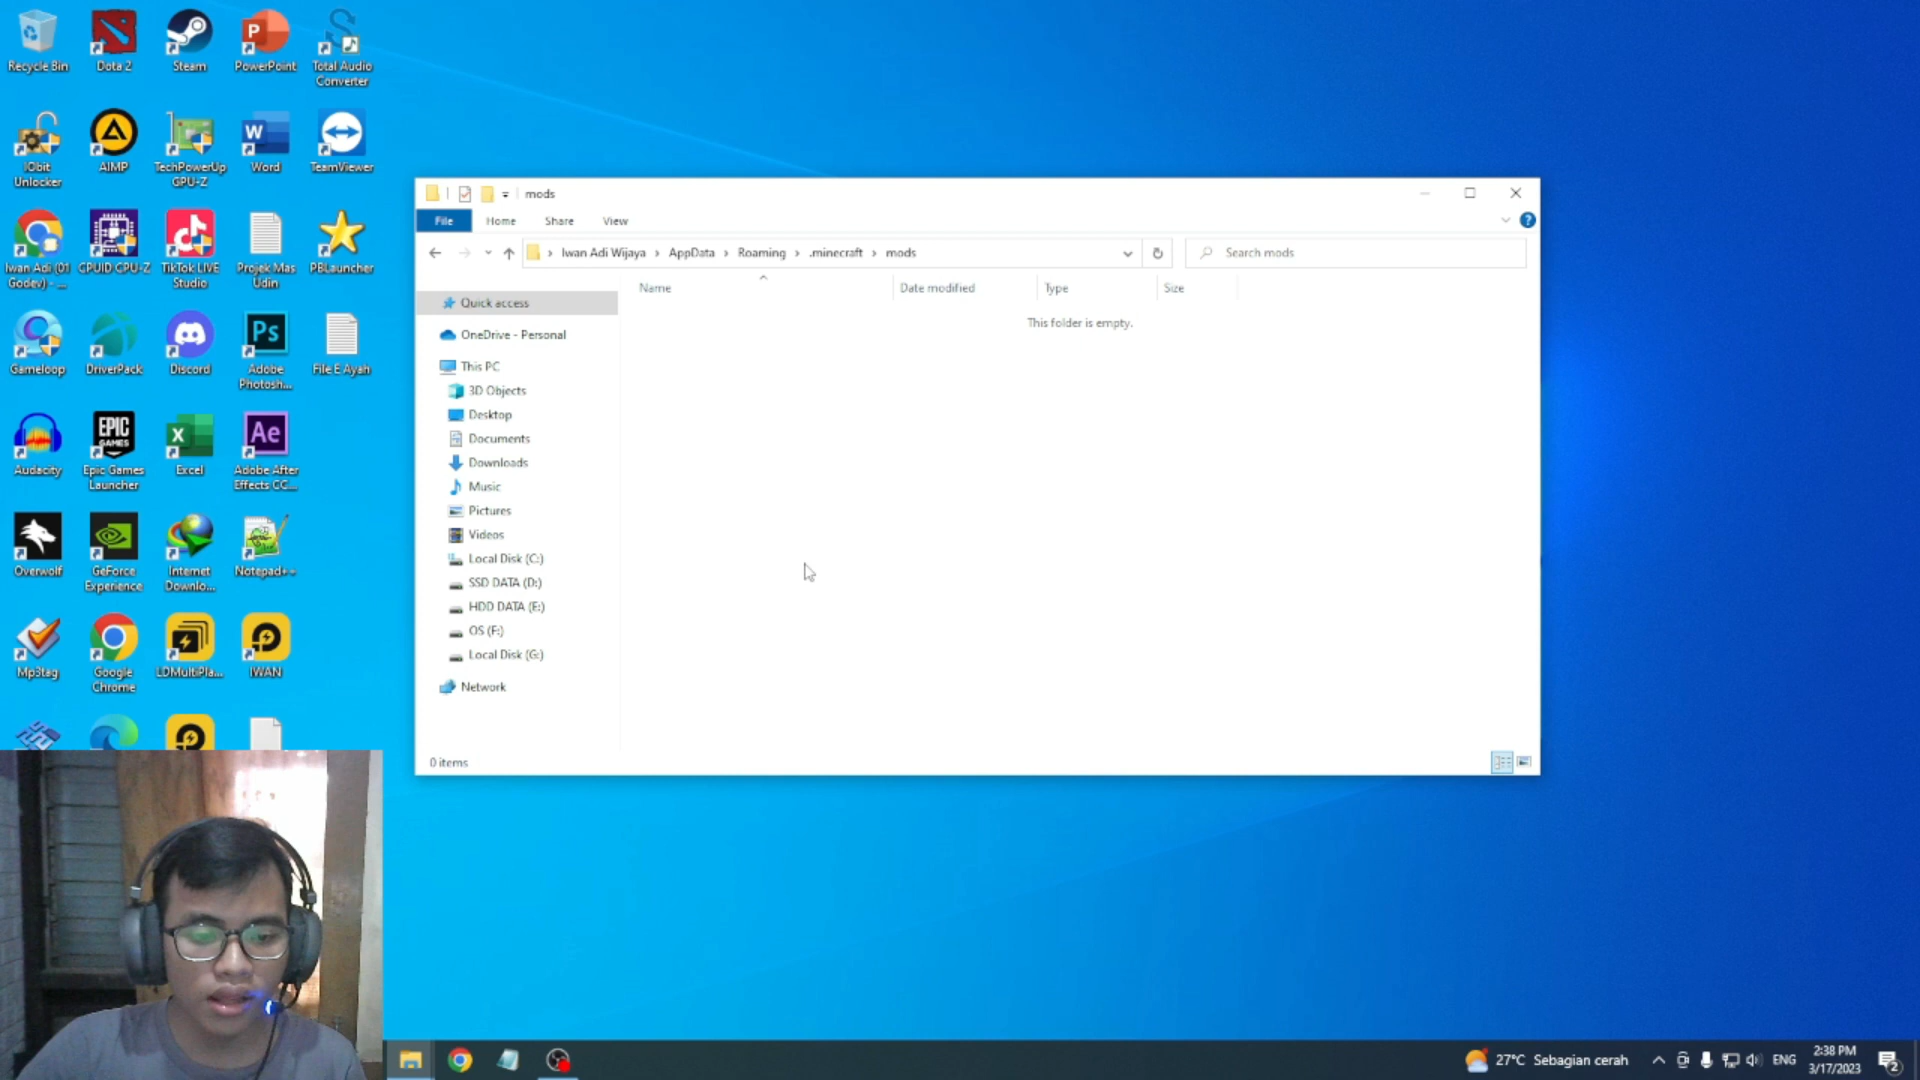 Recycle Bin
Dota 2
Steam
PowerPoint
Total Audio
Converter
IObit
Unlocker
AIMP
TechPowerUp
GPU-Z
Word
TeamViewer
Iwan Adi (01
Godev) - ...
CPUID CPU-Z
TikTok LIVE
Studio
Projek Mas
Udin
PBLauncher
Gameloop
DriverPack
Discord
Adobe
Photosh...
File E Ayah
Audacity
Epic Games
Launcher
Excel
Adobe After
Effects CC...
Overwolf
GeForce
Experience
Internet
Downlo...
Notepad++
Mp3tag
Google
Chrome
LDMultiPla...
IWAN
mods
File
Home
Share
View
Iwan Adi Wijaya > AppData > Roaming > .minecraft > mods
Search mods
Name
Date modified
Type
Size
This folder is empty.
Quick access
OneDrive - Personal
This PC
3D Objects
Desktop
Documents
Downloads
Music
Pictures
Videos
Local Disk (C:)
SSD DATA (D:)
HDD DATA (E:)
OS (F:)
Local Disk (G:)
Network
0 items
27°C Sebagian cerah
ENG
2:38 PM
3/17/2023
2